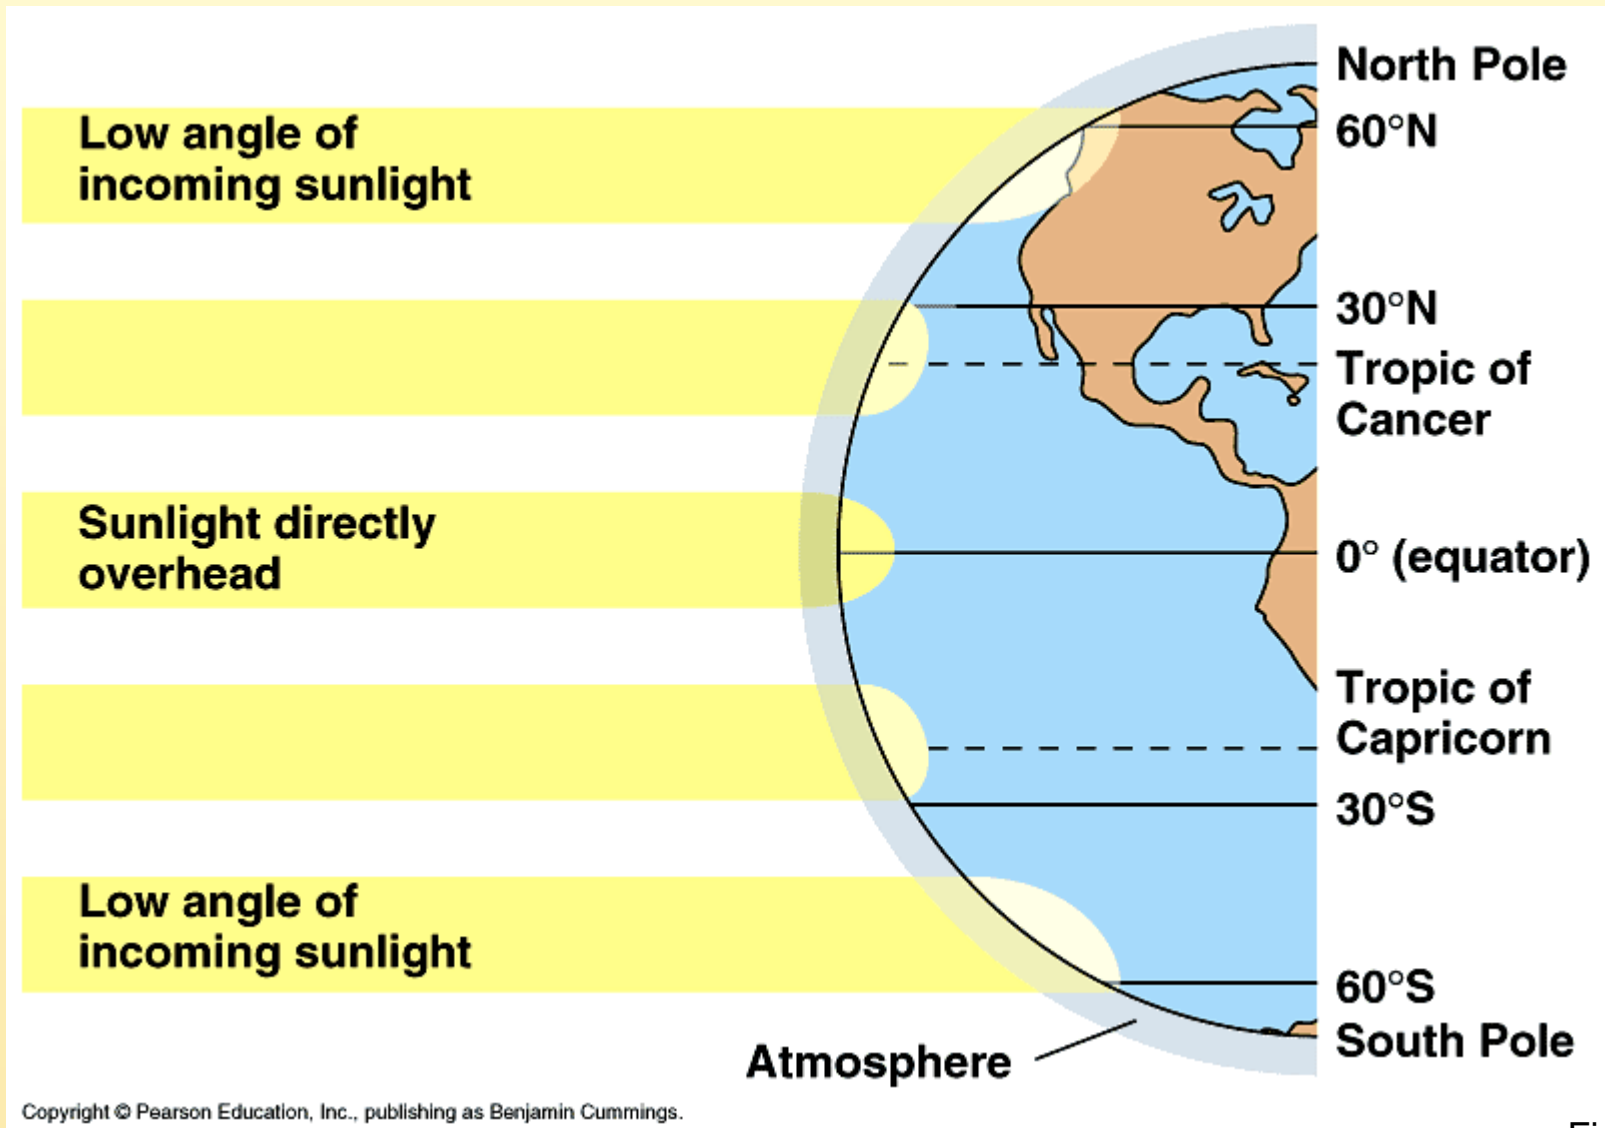 North Pole
Low angle of
incoming sunlight
60°N
30°N
Tropic of
Cancer
Sunlight directly
overhead
0° (equator)
Tropic of
Capricorn
30°S
Low angle of
incoming sunlight
60°S
South Pole
Atmosphere
Copyright © Pearson Education, Inc., publishing as Benjamin Cummings.